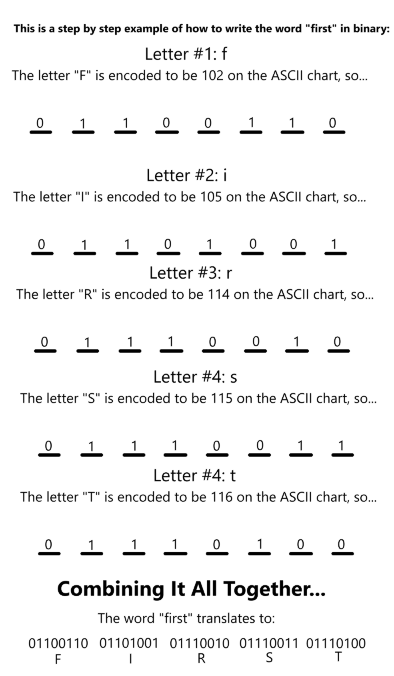 This is a step by step example of how to write the word "first" in binary:
Letter #1: f
The letter "F" is encoded to be 102 on the ASCII chart, so...
0 1 1 0 0 1 1 0
Letter #2: i
The letter "I" is encoded to be 105 on the ASCII chart, so...
0 1 1 0 1 0 0 1
Letter #3: r
The letter "R" is encoded to be 114 on the ASCII chart, so...
0 1 1 1 0 0 1 0
Letter #4: s
The letter "S" is encoded to be 115 on the ASCII chart, so...
0 1 1 1 0 0 1 1
Letter #4: t
The letter "T" is encoded to be 116 on the ASCII chart, so...
0 1 1 1 0 1 0 0
Combining It All Together...
The word "first" translates to:
01100110 01101001 01110010 01110011 01110100
F I R S T